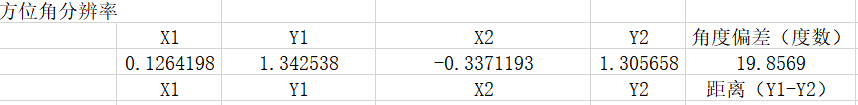 方位角分辨率
X1 Y1 X2 Y2 角度偏差（度数）
0.1264198 1.342538 -0.3371193 1.305658 19.8569
X1 Y1 X2 Y2 距离（Y1-Y2）